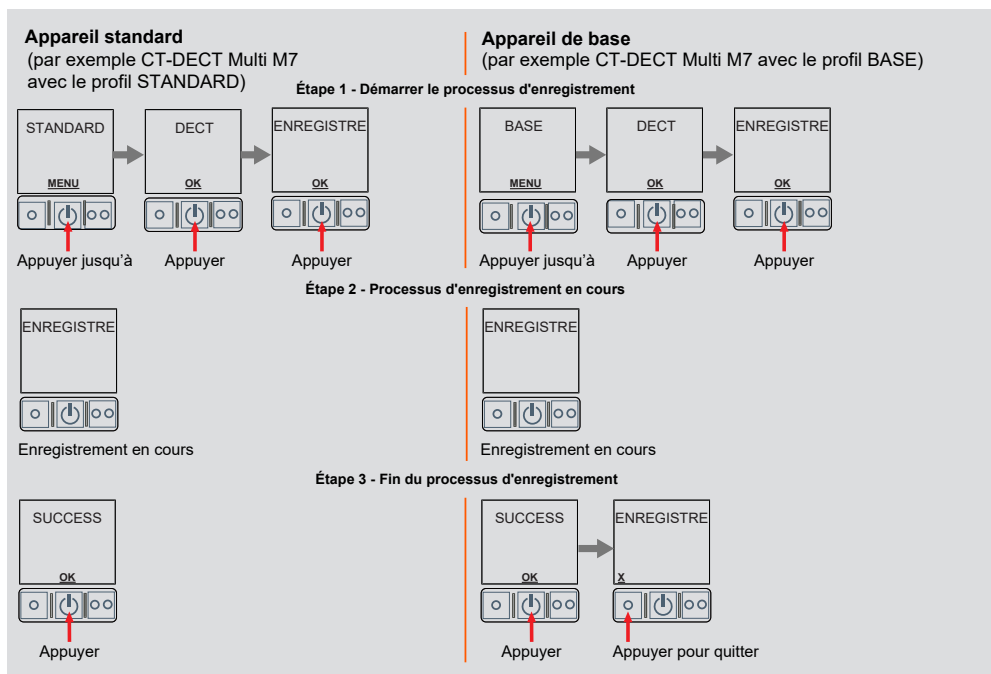 Appareil standard
(par exemple CT-DECT Multi M7
avec le profil STANDARD)
Appareil de base
(par exemple CT-DECT Multi M7 avec le profil BASE)
Étape 1 - Démarrer le processus d'enregistrement
STANDARD
MENU
DECT
OK
ENREGISTRE
OK
BASE
MENU
DECT
OK
ENREGISTRE
OK
Appuyer jusqu'à
Appuyer
Appuyer
Appuyer jusqu'à
Appuyer
Appuyer
Étape 2 - Processus d'enregistrement en cours
ENREGISTRE
ENREGISTRE
Enregistrement en cours
Enregistrement en cours
Étape 3 - Fin du processus d'enregistrement
SUCCESS
OK
SUCCESS
OK
ENREGISTRE
X
Appuyer
Appuyer
Appuyer pour quitter